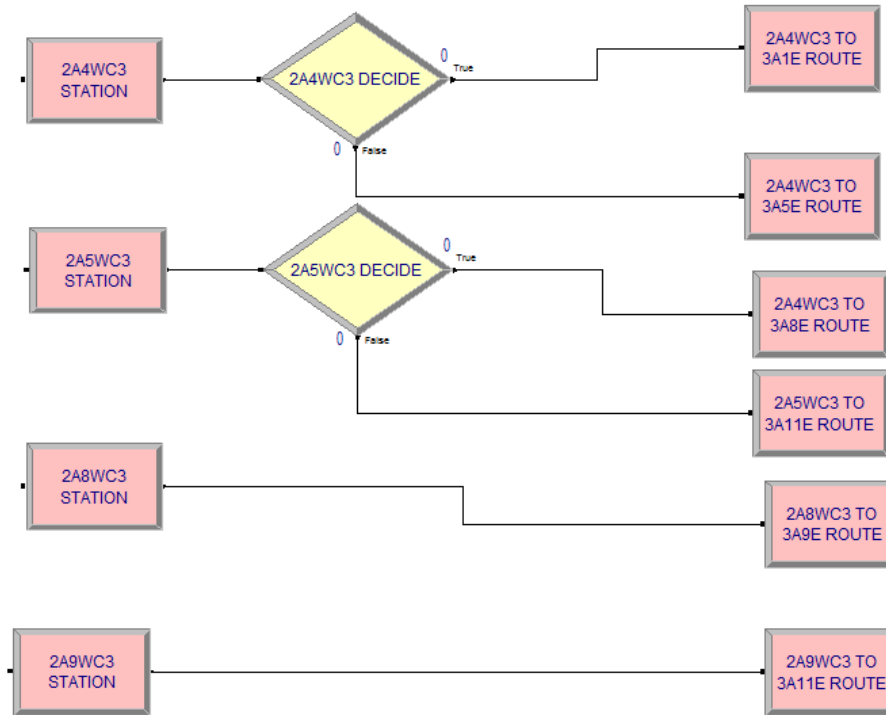 2A4WC3
STATION
2A4WC3 DECIDE
0
True
0
False
2A4WC3 TO
3A1E ROUTE
2A4WC3 TO
3A5E ROUTE
2A5WC3
STATION
2A5WC3 DECIDE
0
True
0
False
2A4WC3 TO
3A8E ROUTE
2A5WC3 TO
3A11E ROUTE
2A8WC3
STATION
2A8WC3 TO
3A9E ROUTE
2A9WC3
STATION
2A9WC3 TO
3A11E ROUTE